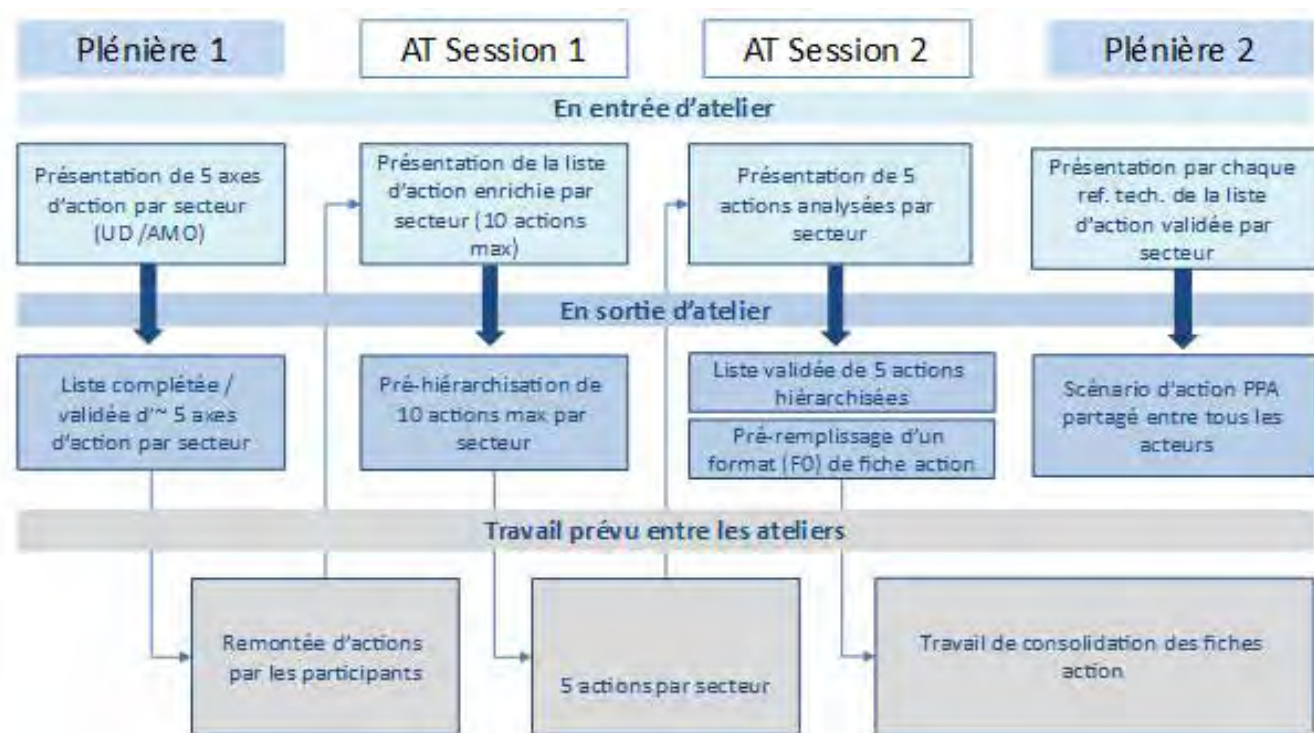 Plénière 1
AT Session 1
AT Session 2
Plénière 2
En entrée d'atelier
Présentation de 5 axes
d'action par secteur
(UD /AMO)
Présentation de la liste
d'action enrichie par
secteur (10 actions
max)
Présentation de 5
actions analysées par
secteur
Présentation par chaque
ref. tech. de la liste
d'action validée par
secteur
En sortie d'atelier
Liste complétée /
validée d'~ 5 axes
d'action par secteur
Pré-hiérarchisation de
10 actions max par
secteur
Liste validée de 5 actions
hiérarchisées
Pré-remplissage d'un
format (F0) de fiche action
Scénario d'action PPA
partagé entre tous les
acteurs
Travail prévu entre les ateliers
Remontée d'actions
par les participants
5 actions par secteur
Travail de consolidation des fiches
action